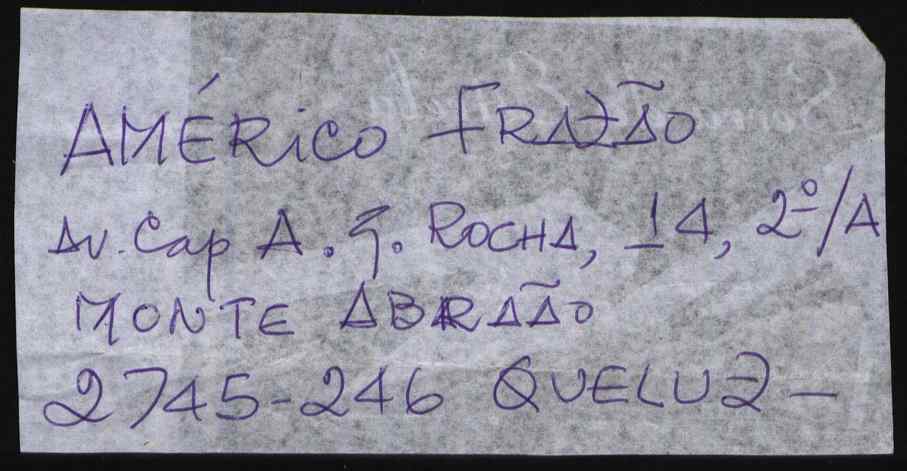 AMÉRICO FRAZÃO
Av. Cap A. G. ROCHA, 14, 2º/A
MONTE ABRAÃO
2745-246 QUELUZ —